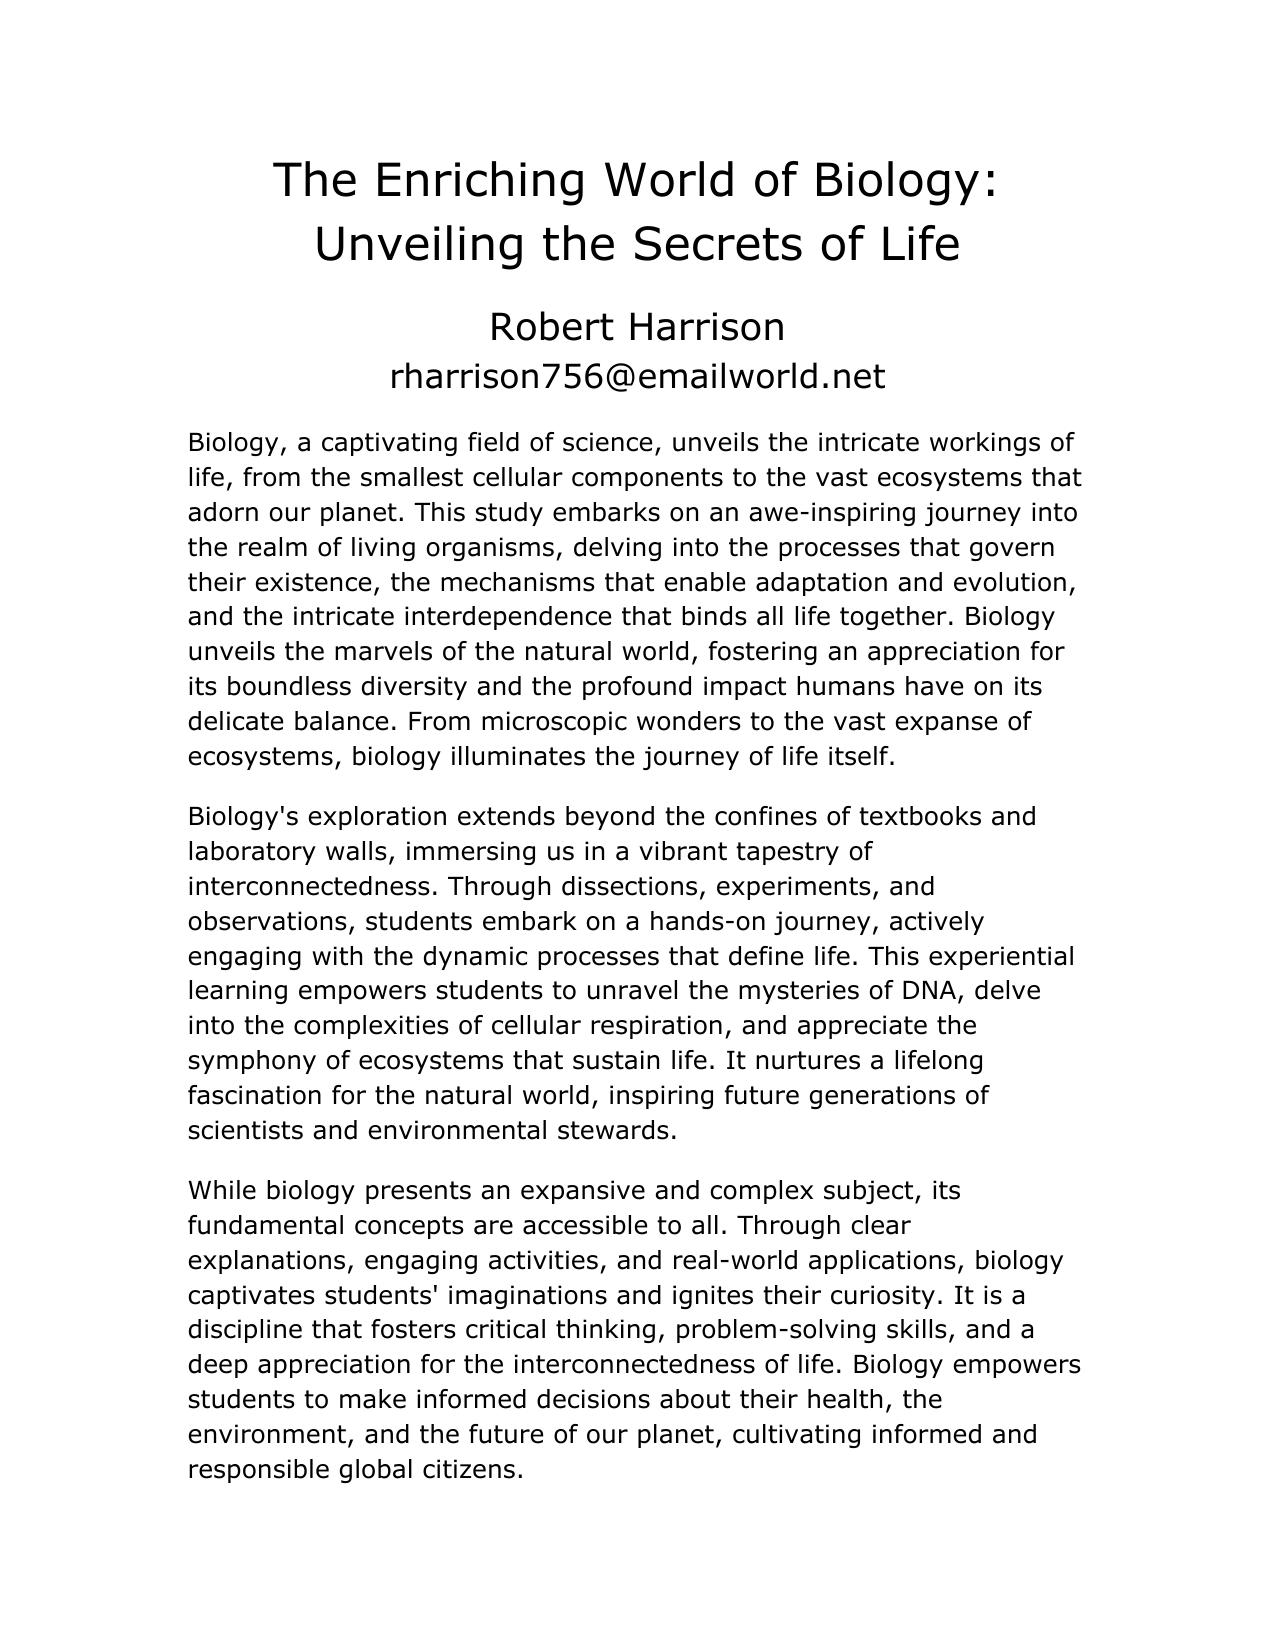 The Enriching World of Biology:
Unveiling the Secrets of Life
Robert Harrison
rharrison756@emailworld.net
Biology, a captivating field of science, unveils the intricate workings of
life, from the smallest cellular components to the vast ecosystems that
adorn our planet. This study embarks on an awe-inspiring journey into
the realm of living organisms, delving into the processes that govern
their existence, the mechanisms that enable adaptation and evolution,
and the intricate interdependence that binds all life together. Biology
unveils the marvels of the natural world, fostering an appreciation for
its boundless diversity and the profound impact humans have on its
delicate balance. From microscopic wonders to the vast expanse of
ecosystems, biology illuminates the journey of life itself.
Biology's exploration extends beyond the confines of textbooks and
laboratory walls, immersing us in a vibrant tapestry of
interconnectedness. Through dissections, experiments, and
observations, students embark on a hands-on journey, actively
engaging with the dynamic processes that define life. This experiential
learning empowers students to unravel the mysteries of DNA, delve
into the complexities of cellular respiration, and appreciate the
symphony of ecosystems that sustain life. It nurtures a lifelong
fascination for the natural world, inspiring future generations of
scientists and environmental stewards.
While biology presents an expansive and complex subject, its
fundamental concepts are accessible to all. Through clear
explanations, engaging activities, and real-world applications, biology
captivates students' imaginations and ignites their curiosity. It is a
discipline that fosters critical thinking, problem-solving skills, and a
deep appreciation for the interconnectedness of life. Biology empowers
students to make informed decisions about their health, the
environment, and the future of our planet, cultivating informed and
responsible global citizens.